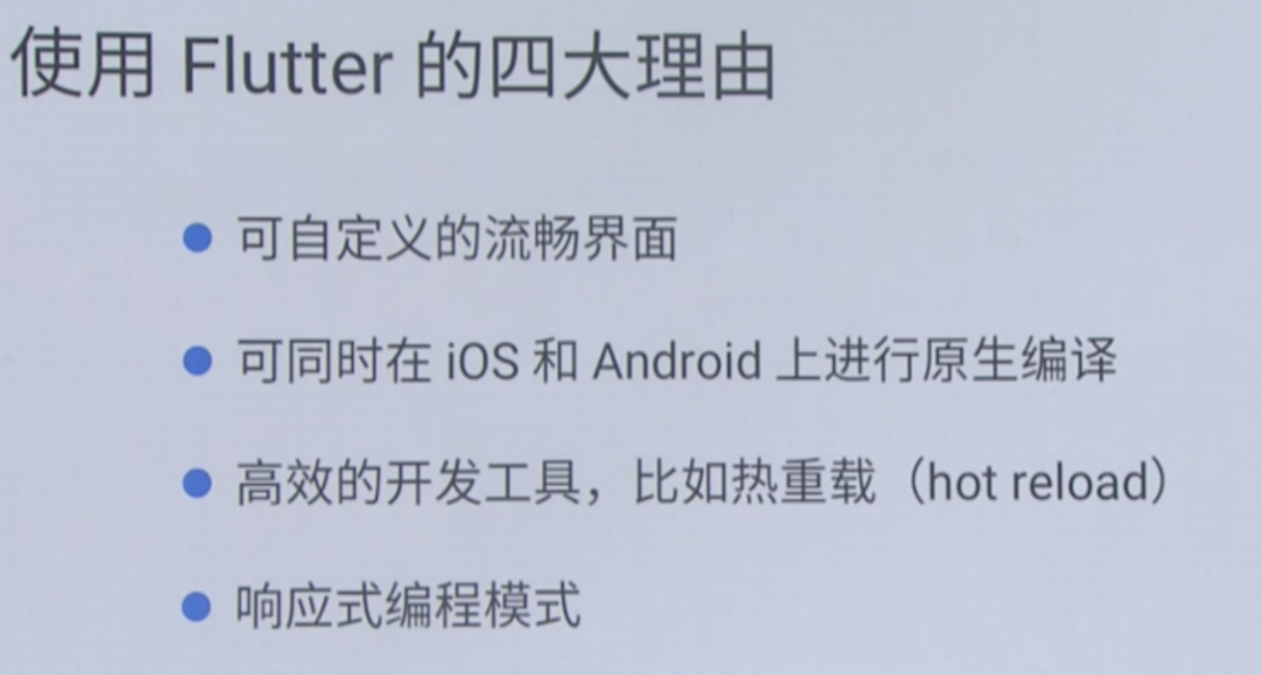 使用 Flutter 的四大理由
可自定义的流畅界面
可同时在 iOS 和 Android 上进行原生编译
高效的开发工具，比如热重载（hot reload）
响应式编程模式